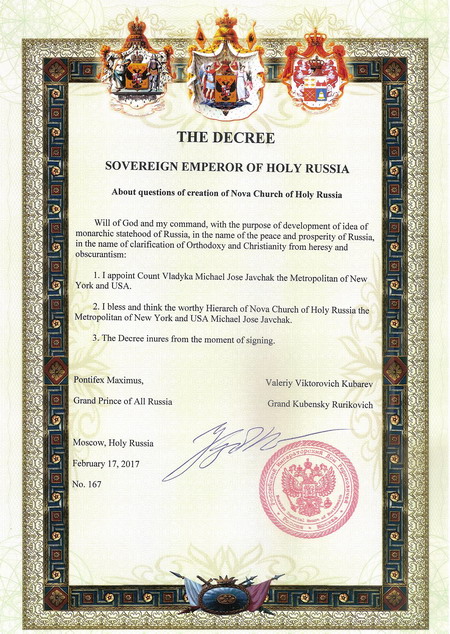 THE DECREE
SOVEREIGN EMPEROR OF HOLY RUSSIA
About questions of creation of Nova Church of Holy Russia
Will of God and my command, with the purpose of development of idea of
monarchic statehood of Russia, in the name of the peace and prosperity of Russia,
in the name of clarification of Orthodoxy and Christianity from heresy and
obscurantism:
1. I appoint Count Vladyka Michael Jose Javchak the Metropolitan of New
York and USA.
2. I bless and think the worthy Hierarch of Nova Church of Holy Russia the
Metropolitan of New York and USA Michael Jose Javchak.
3. The Decree inures from the moment of signing.
Pontifex Maximus,
Valeriy Viktorovich Kubarev
Grand Prince of All Russia
Grand Kubensky Rurikovich
Moscow, Holy Russia
February 17, 2017
No. 167